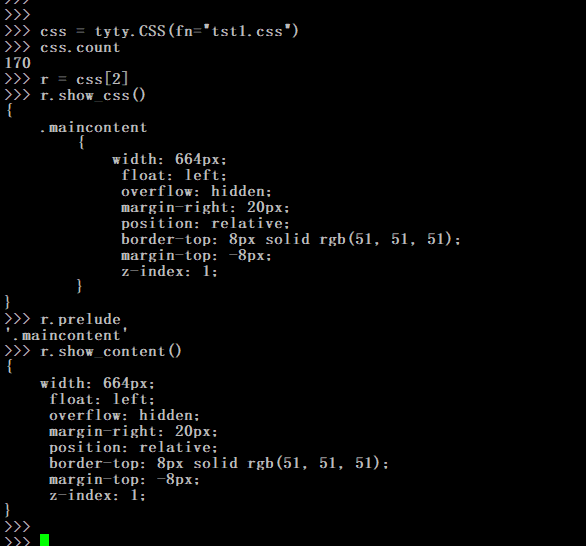 >>>
>>>
>>> css = tyty.CSS(fn="tst1.css")
>>> css.count
170
>>> r = css[2]
>>> r.show_css()
{
    .maincontent
        {
            width: 664px;
             float: left;
             overflow: hidden;
             margin-right: 20px;
             position: relative;
             border-top: 8px solid rgb(51, 51, 51);
             margin-top: -8px;
             z-index: 1;
        }
}
>>> r.prelude
'.maincontent'
>>> r.show_content()
{
    width: 664px;
     float: left;
     overflow: hidden;
     margin-right: 20px;
     position: relative;
     border-top: 8px solid rgb(51, 51, 51);
     margin-top: -8px;
     z-index: 1;
}
>>>
>>>